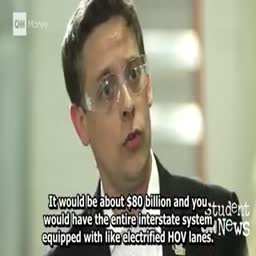 CNN Money
Student
News
It would be about $80 billion and you
would have the entire interstate system
equipped with like electrified HOV lanes.